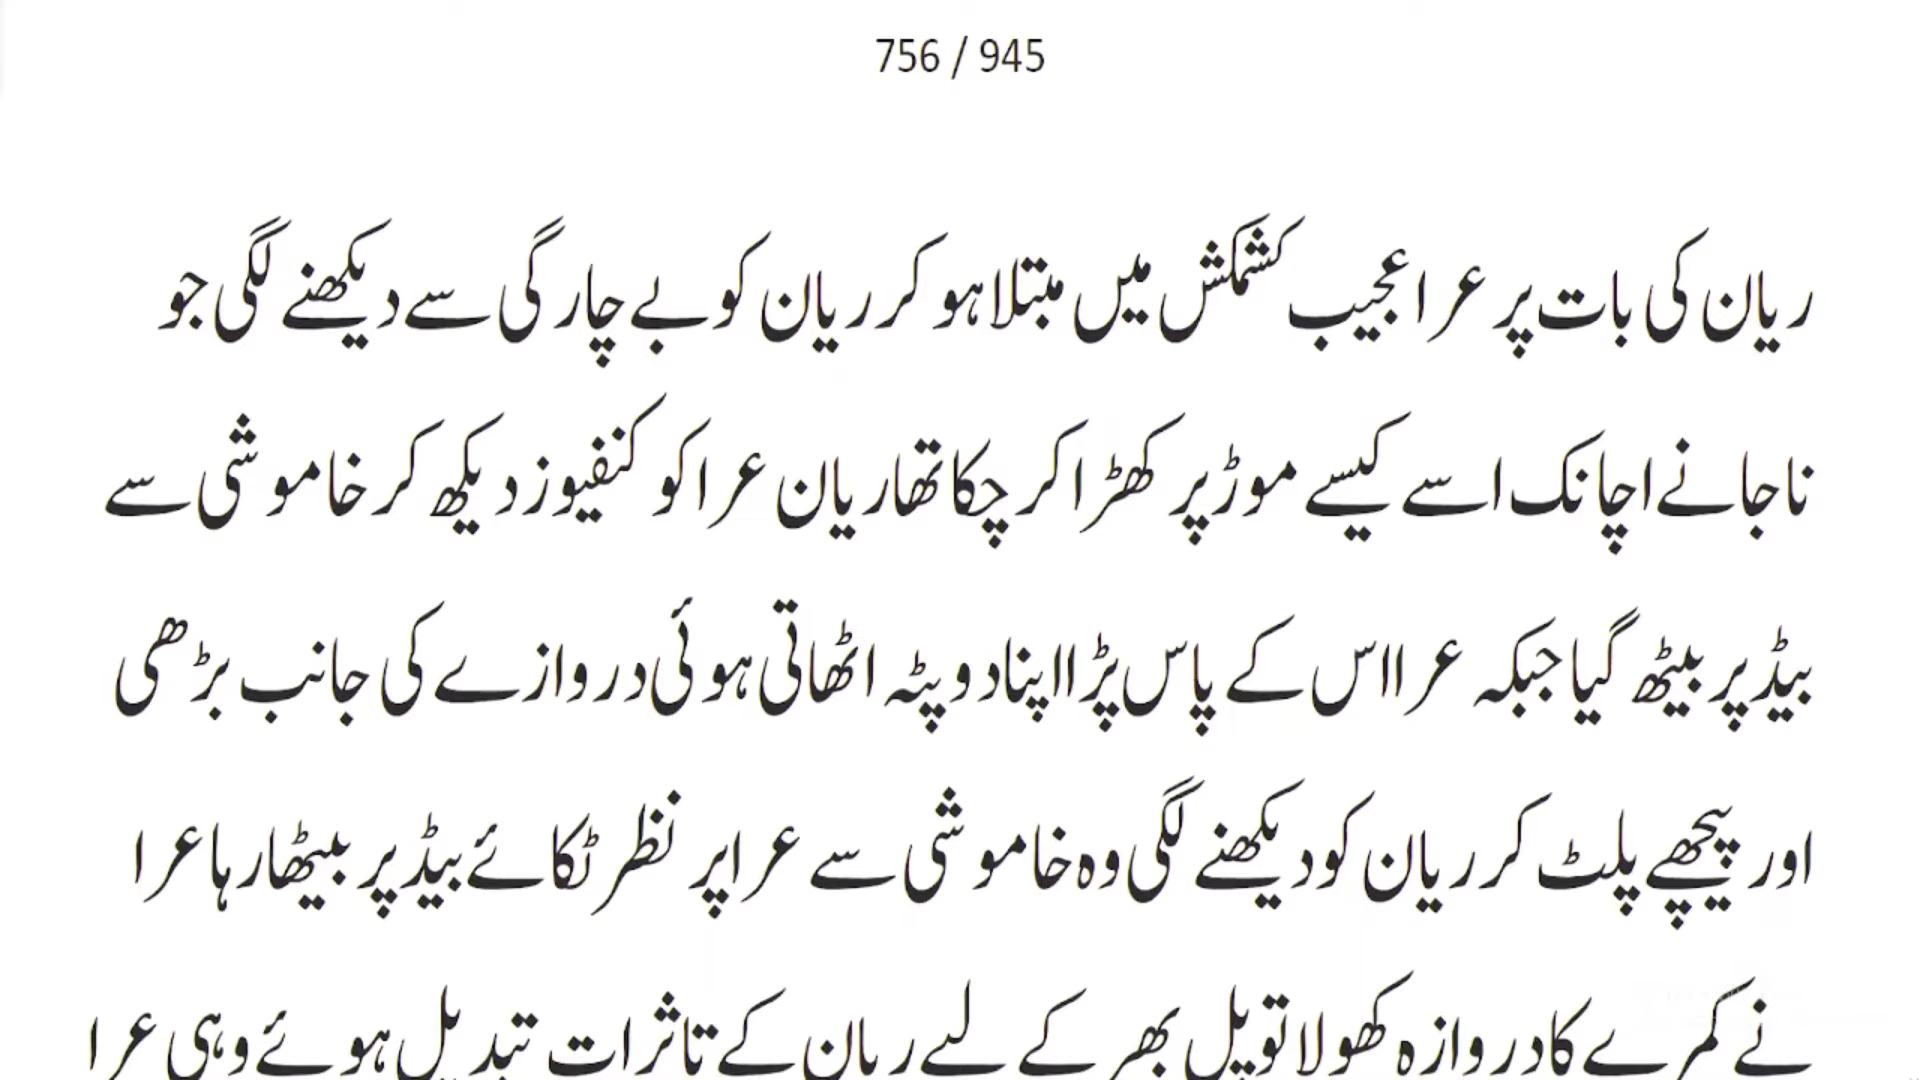 756 / 945
ریان کی بات پر عرا عجیب کشمکش میں مبتلا ہو کر ریان کو بے چارگی سے دیکھنے لگی جو
ناجانے اچانک اسے کیسے موڑ پر کھڑا کر چکا تھا ریان عرا کو کنفیوز دیکھ کر خاموشی سے
بیڈ پر بیٹھ گیا جبکہ عرا اس کے پاس پڑا اپنا دوپٹہ اٹھاتی ہوئی دروازے کی جانب بڑھی
اور پیچھے پلٹ کر ریان کو دیکھنے لگی وہ خاموشی سے عرا پر نظر ٹکائے بیڈ پر بیٹھا رہا عرا
نے کمرے کا دروازہ کھولا تو پل بھر کے لیے ریان کے تاثرات تبدیل ہوئے وہی عرا